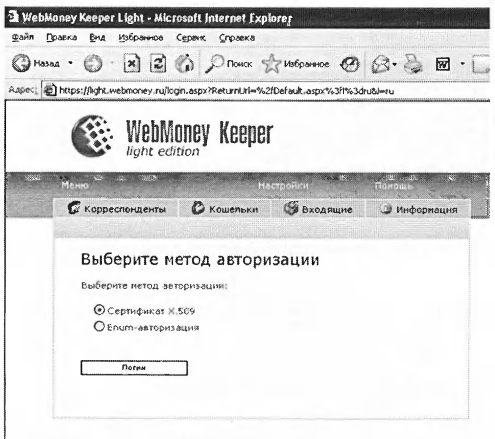 WebMoney Keeper Light - Microsoft Internet Explorer
Файл Правка Вид Избранное Сервис Справка
Назад Поиск Избранное
Адрес: https://light.webmoney.ru/login.aspx?ReturnUrl=%2fDefault.aspx%3fl%3dru&l=ru
WebMoney Keeper
light edition
Меню Настройки Помощь
Корреспонденты Кошельки Входящие Информация
Выберите метод авторизации
Выберите метод авторизации:
Сертификат X.509
Enum-авторизация
Логин